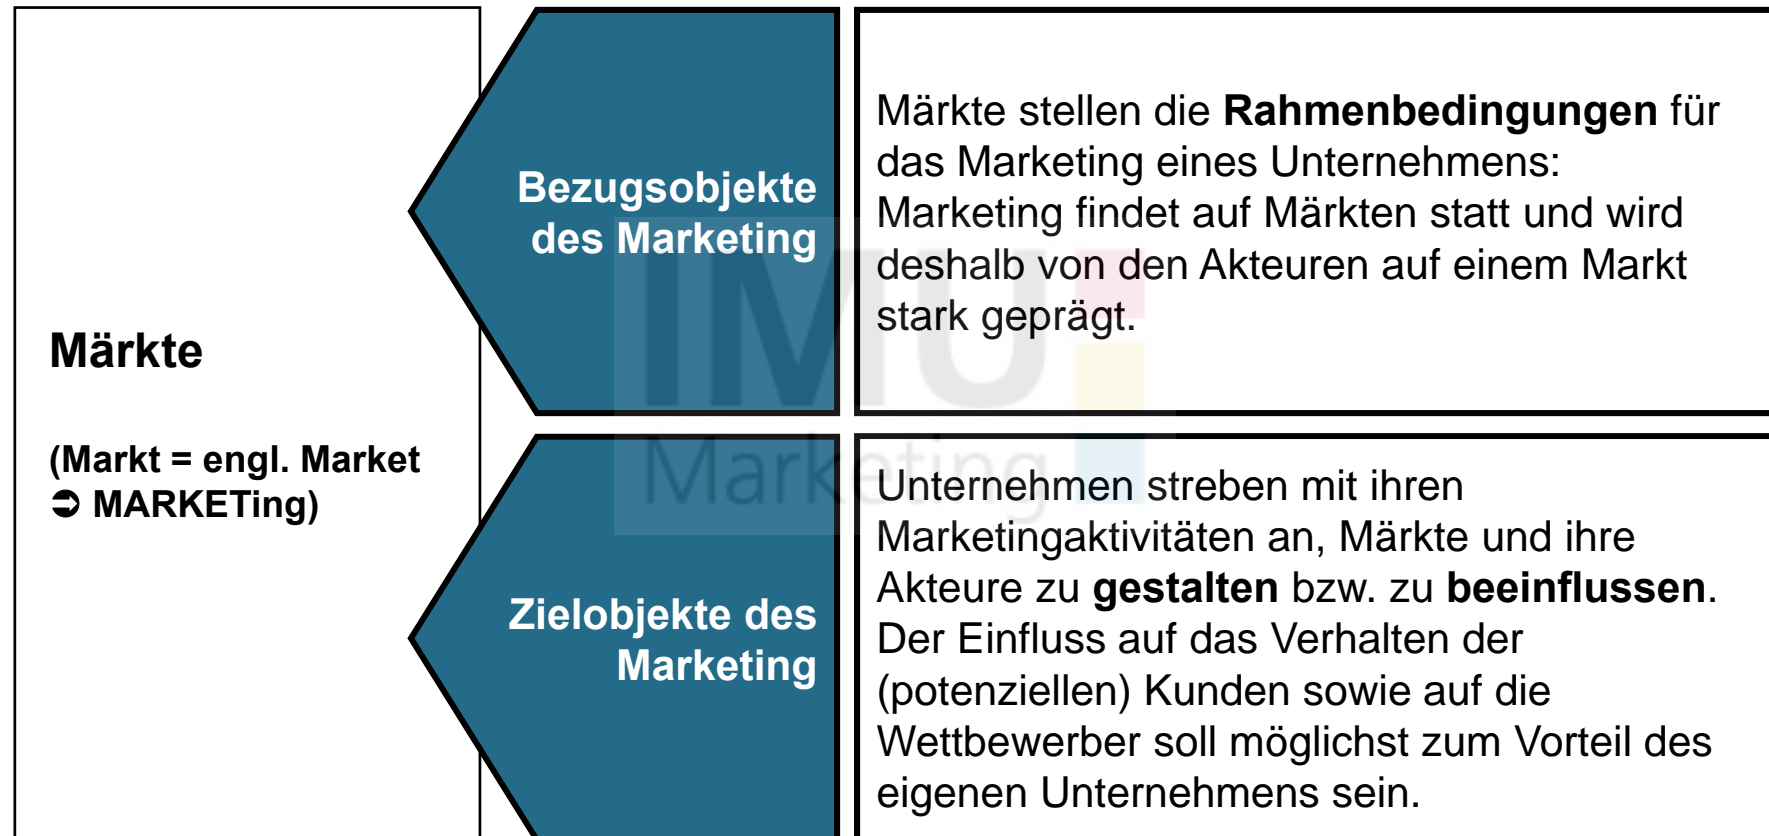 Märkte
(Markt = engl. Market
➲ MARKETing)
Bezugsobjekte
des Marketing
Märkte stellen die Rahmenbedingungen für
das Marketing eines Unternehmens:
Marketing findet auf Märkten statt und wird
deshalb von den Akteuren auf einem Markt
stark geprägt.
Zielobjekte des
Marketing
Unternehmen streben mit ihren
Marketingaktivitäten an, Märkte und ihre
Akteure zu gestalten bzw. zu beeinflussen.
Der Einfluss auf das Verhalten der
(potenziellen) Kunden sowie auf die
Wettbewerber soll möglichst zum Vorteil des
eigenen Unternehmens sein.
IMU
Marketing